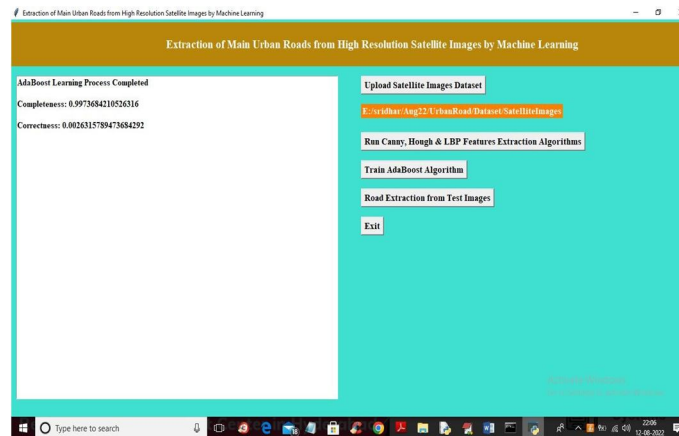 Extraction of Main Urban Roads from High Resolution Satellite Images by Machine Learning
Extraction of Main Urban Roads from High Resolution Satellite Images by Machine Learning
AdaBoost Learning Process Completed
Completeness: 0.9973684210526316
Correctness: 0.0026315789473684292
Upload Satellite Images Dataset
E:/sridhar/Aug22/UrbanRoad/Dataset/SatelliteImages
Run Canny, Hough & LBP Features Extraction Algorithms
Train AdaBoost Algorithm
Road Extraction from Test Images
Exit
Type here to search
22:06
12-08-2022